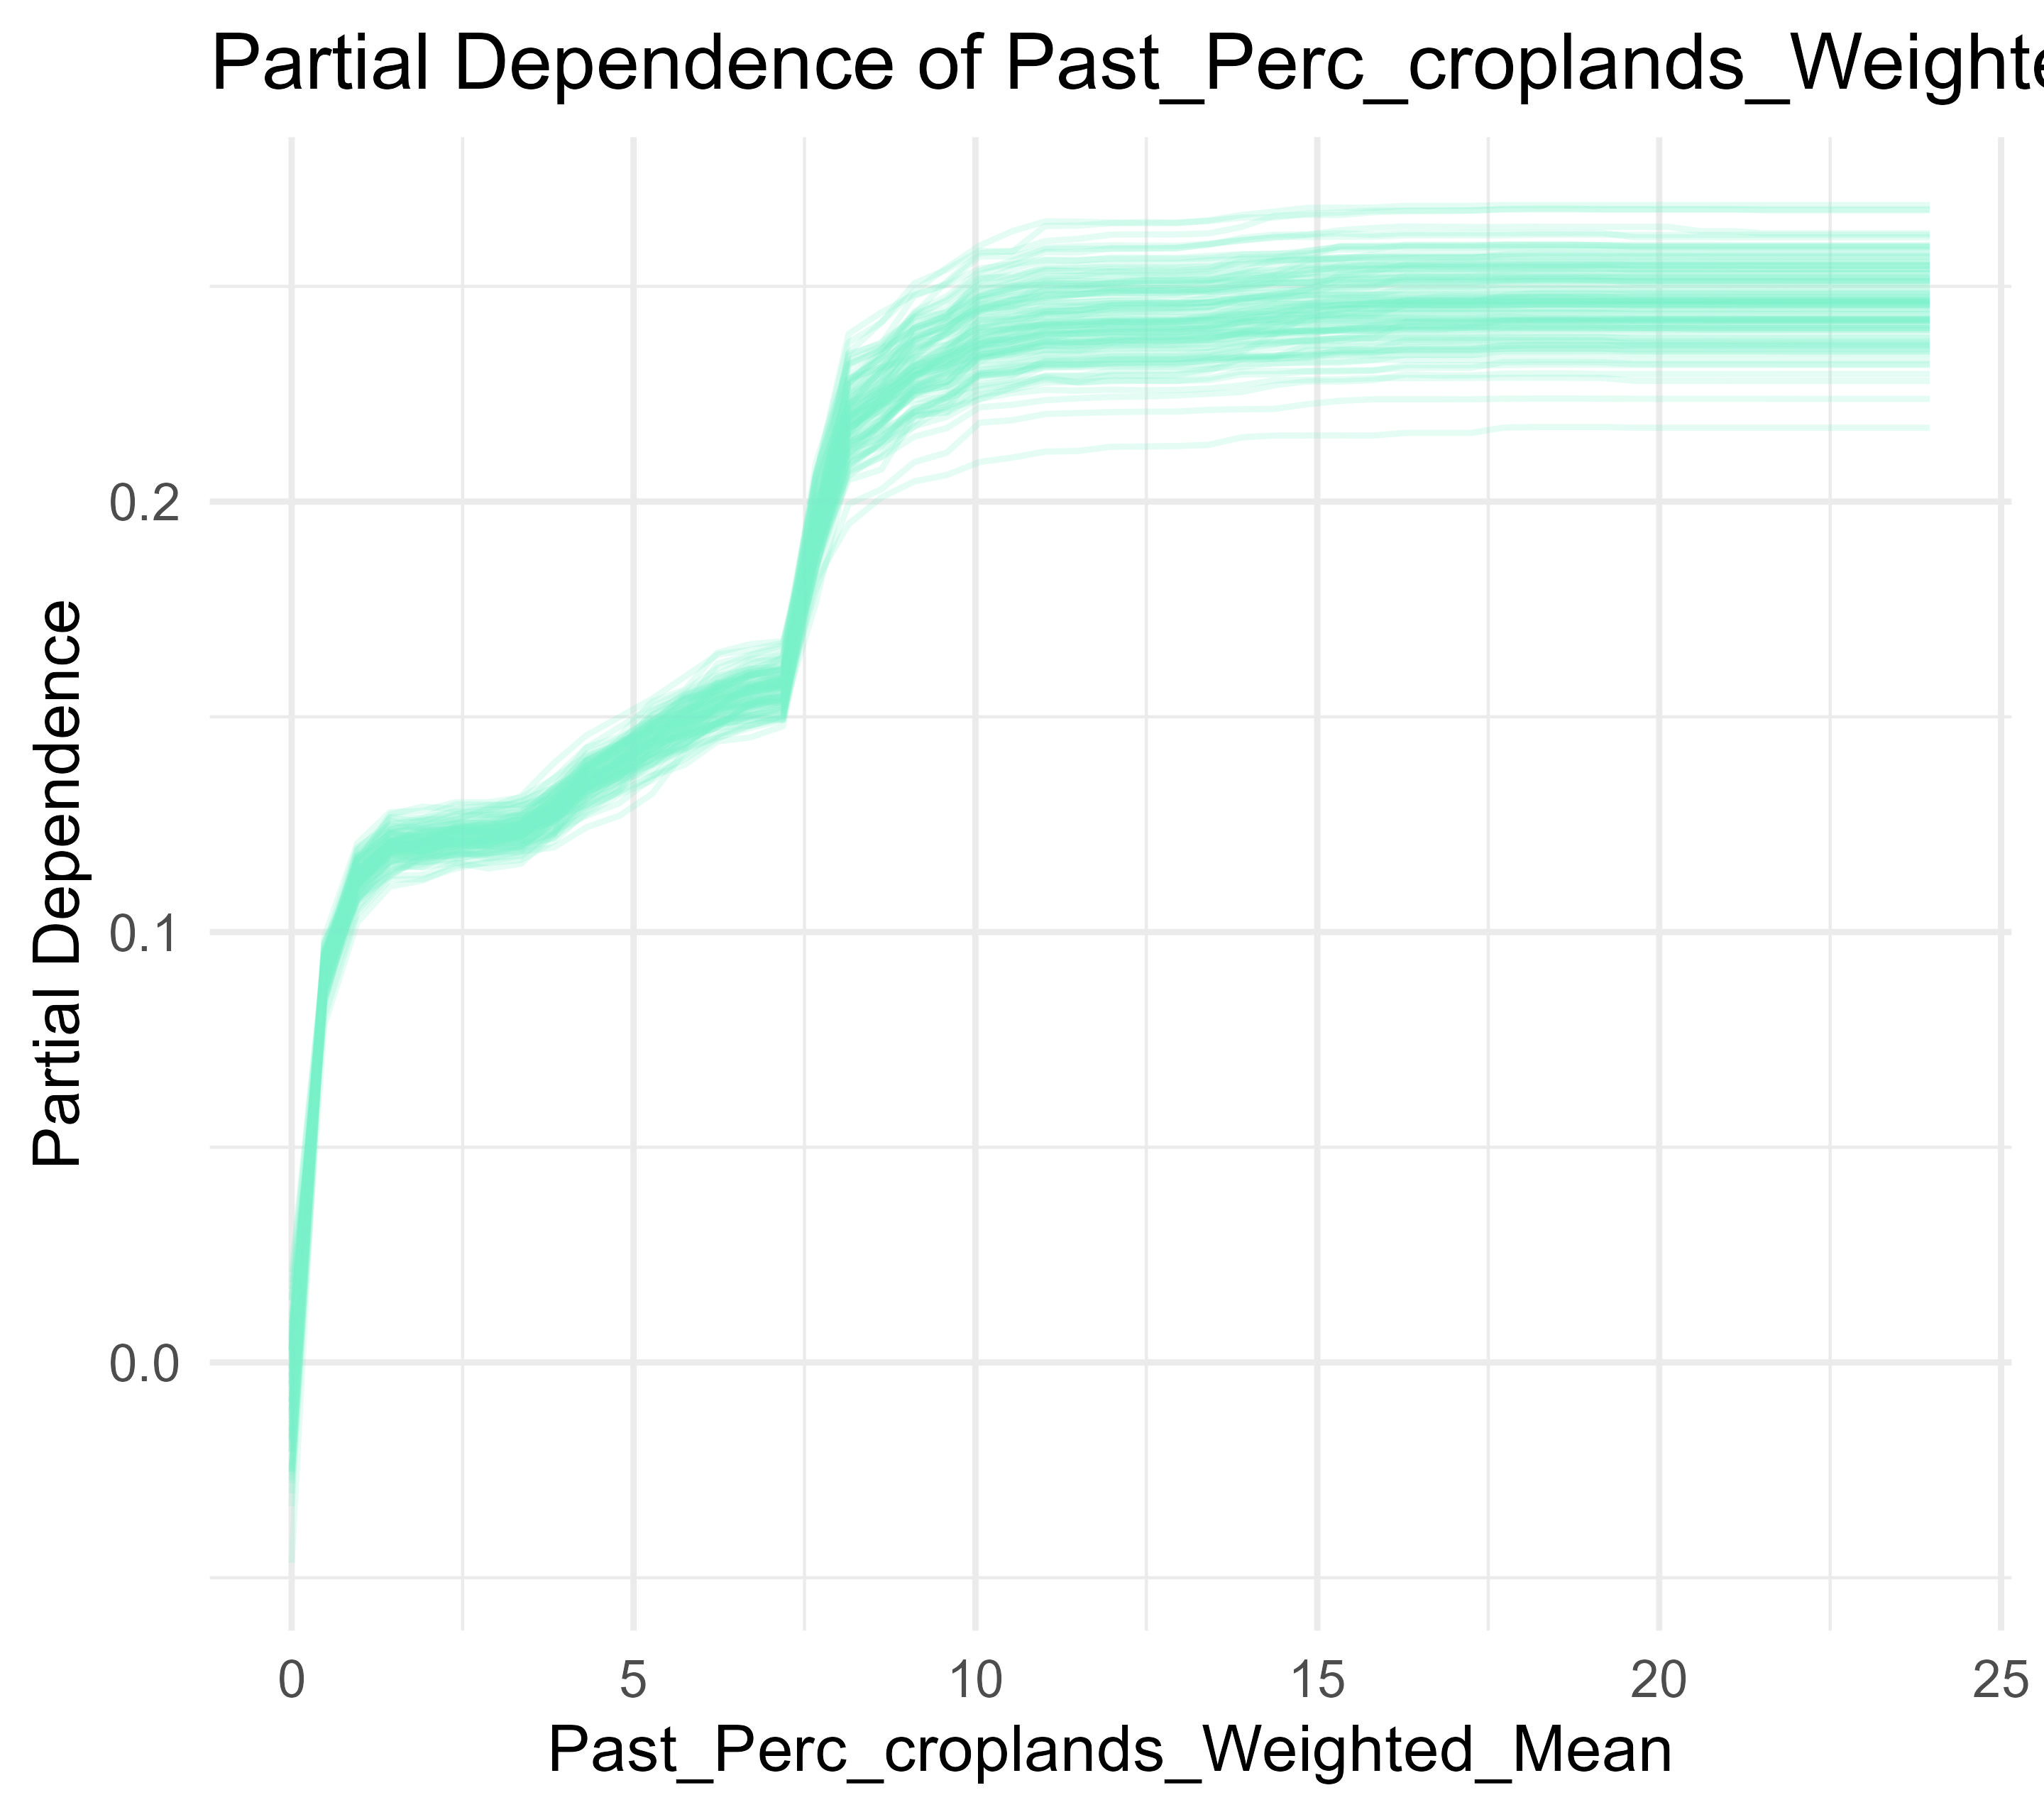 Partial Dependence of Past_Perc_croplands_Weighte
Partial Dependence
0.2
0.1
0.0
0 5 10 15 20 25
Past_Perc_croplands_Weighted_Mean